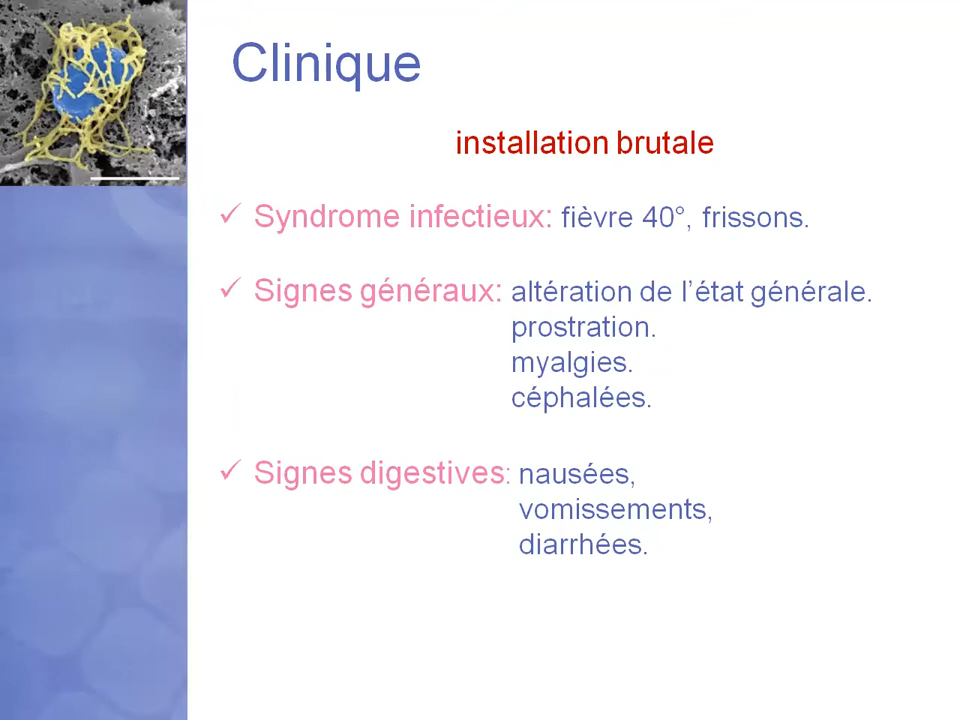 Clinique
installation brutale
✓ Syndrome infectieux: fièvre 40°, frissons.
✓ Signes généraux: altération de l’état générale.
prostration.
myalgies.
céphalées.
✓ Signes digestives: nausées,
vomissements,
diarrhées.